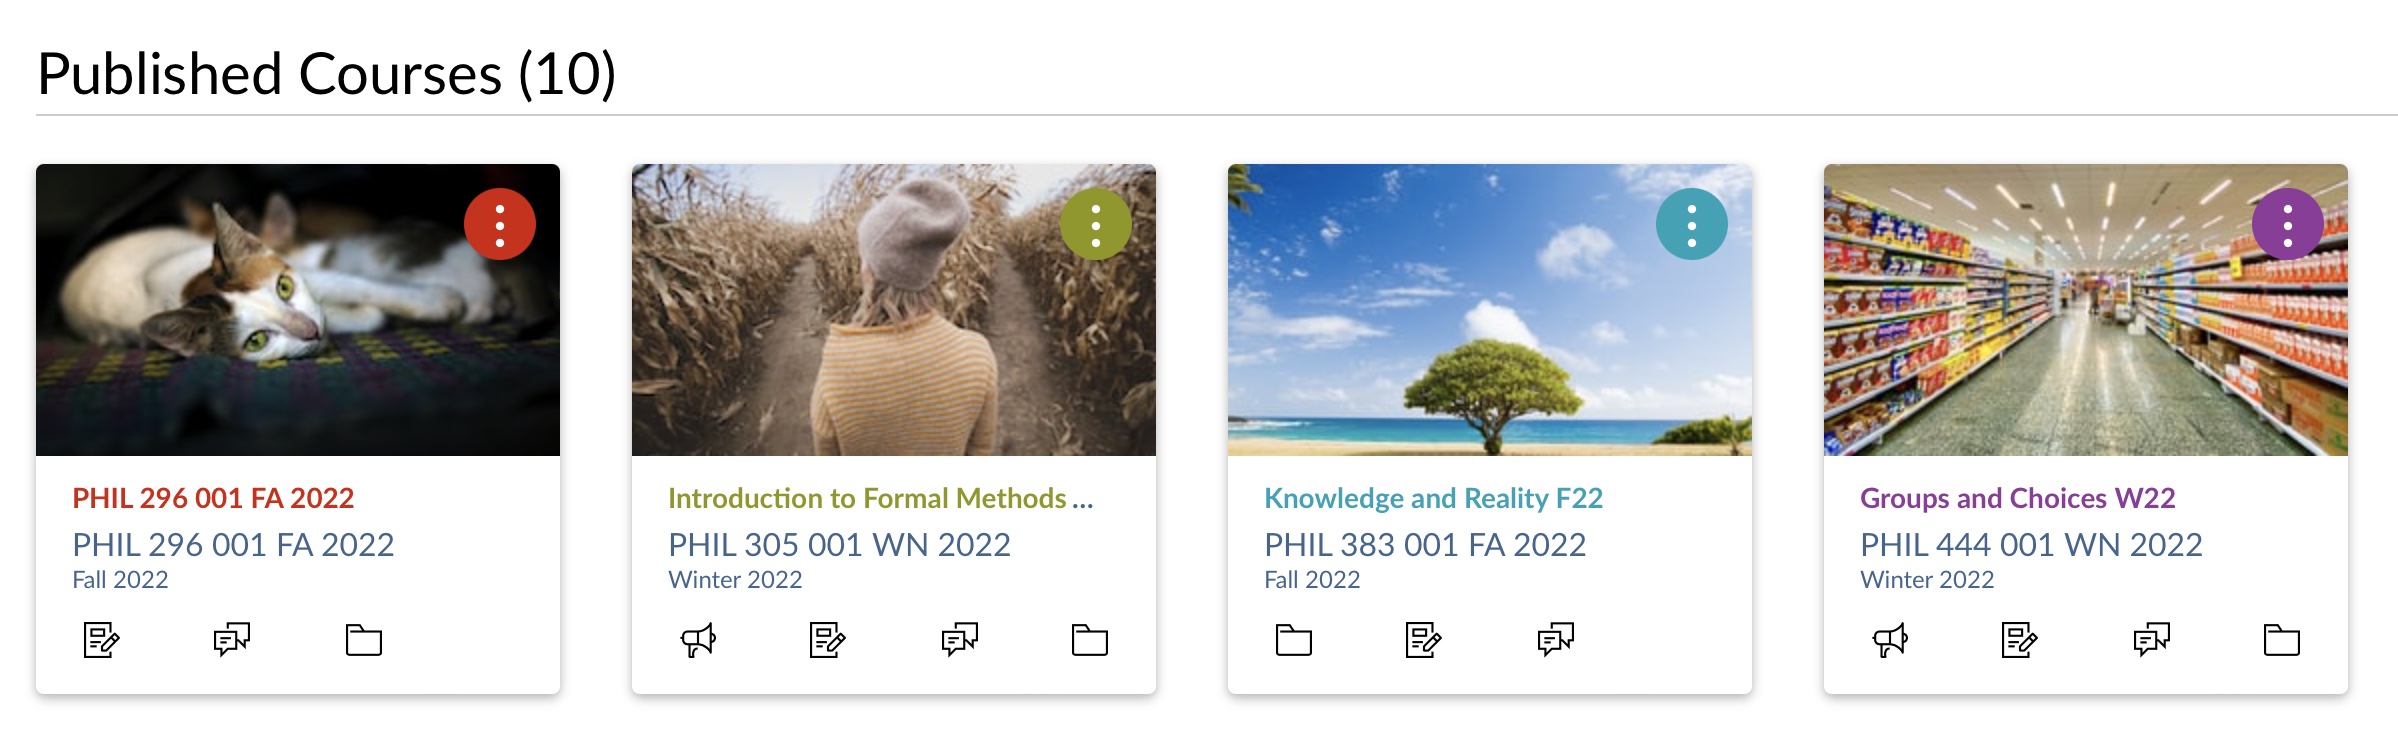 Published Courses (10)
PHIL 296 001 FA 2022
PHIL 296 001 FA 2022
Fall 2022
Introduction to Formal Methods ...
PHIL 305 001 WN 2022
Winter 2022
Knowledge and Reality F22
PHIL 383 001 FA 2022
Fall 2022
Groups and Choices W22
PHIL 444 001 WN 2022
Winter 2022